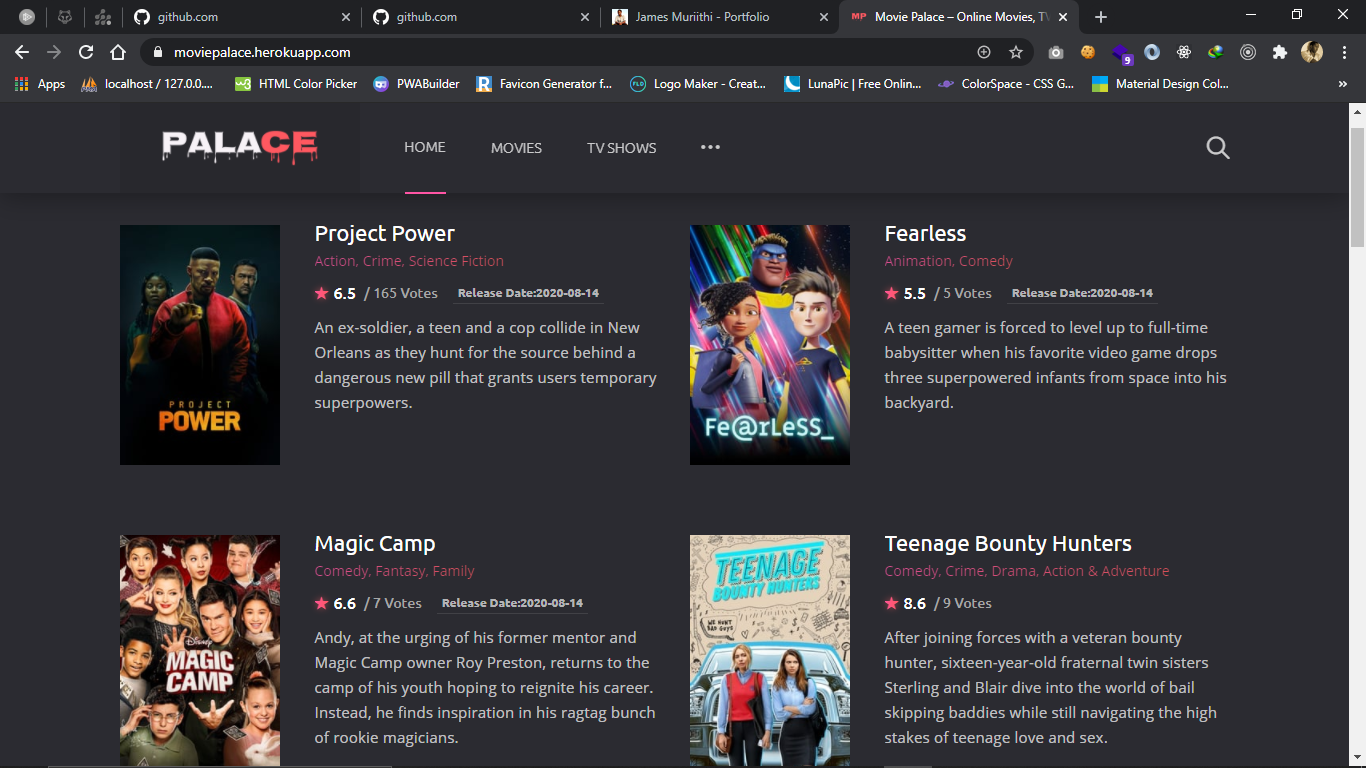 github.com
github.com
James Muriithi - Portfolio
MP Movie Palace – Online Movies, TV
moviepalace.herokuapp.com
9
Apps
localhost / 127.0.0...
HTML Color Picker
PWABuilder
Favicon Generator f...
Logo Maker - Creat...
LunaPic | Free Onlin...
ColorSpace - CSS G...
Material Design Col...
»
PALACE
HOME
MOVIES
TV SHOWS
•••
PROJECT
POWER
Project Power
Action, Crime, Science Fiction
6.5 / 165 Votes Release Date:2020-08-14
An ex-soldier, a teen and a cop collide in New
Orleans as they hunt for the source behind a
dangerous new pill that grants users temporary
superpowers.
Fe@rLeSS_
Fearless
Animation, Comedy
5.5 / 5 Votes Release Date:2020-08-14
A teen gamer is forced to level up to full-time
babysitter when his favorite video game drops
three superpowered infants from space into his
backyard.
Disney
MAGIC
CAMP
Magic Camp
Comedy, Fantasy, Family
6.6 / 7 Votes Release Date:2020-08-14
Andy, at the urging of his former mentor and
Magic Camp owner Roy Preston, returns to the
camp of his youth hoping to reignite his career.
Instead, he finds inspiration in his ragtag bunch
of rookie magicians.
TEENAGE
BOUNTY HUNTERS
WE HUNT
BAD GUYS
Teenage Bounty Hunters
Comedy, Crime, Drama, Action & Adventure
8.6 / 9 Votes
After joining forces with a veteran bounty
hunter, sixteen-year-old fraternal twin sisters
Sterling and Blair dive into the world of bail
skipping baddies while still navigating the high
stakes of teenage love and sex.